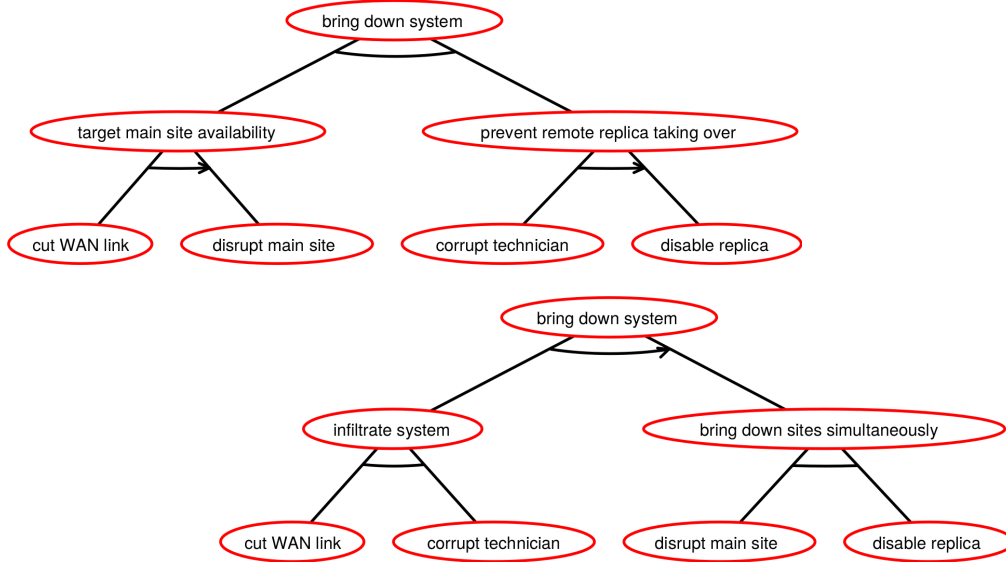 bring down system
target main site availability
prevent remote replica taking over
cut WAN link
disrupt main site
corrupt technician
disable replica
bring down system
infiltrate system
bring down sites simultaneously
cut WAN link
corrupt technician
disrupt main site
disable replica